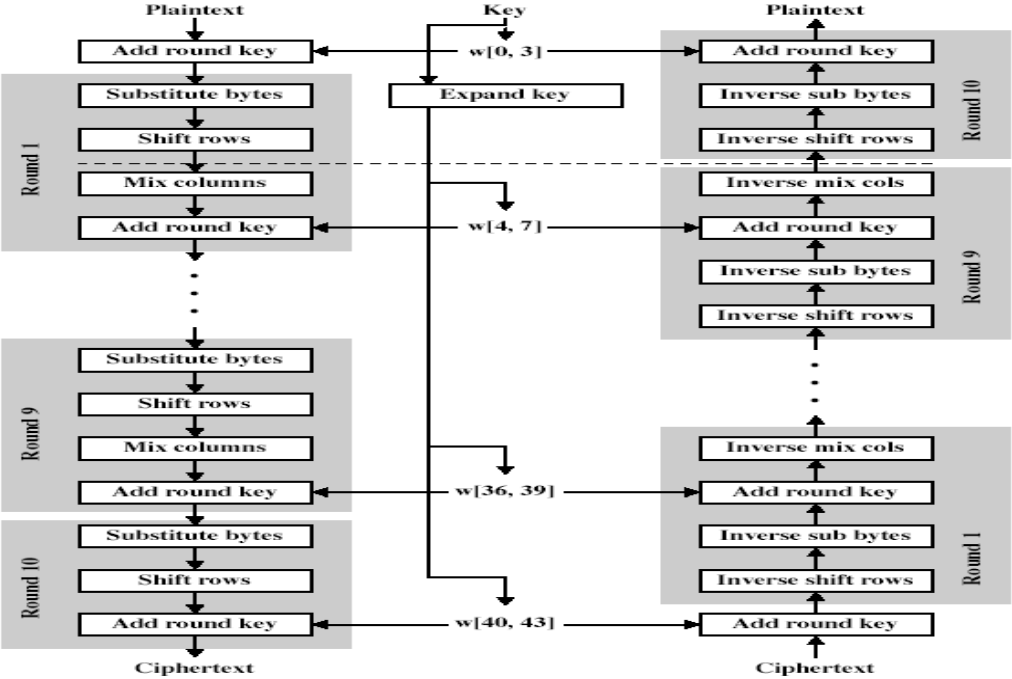 Plaintext
Add round key
Round 1
Substitute bytes
Shift rows
Mix columns
Add round key
Round 9
Substitute bytes
Shift rows
Mix columns
Add round key
Round 10
Substitute bytes
Shift rows
Add round key
Ciphertext
Key
w[0, 3]
Expand key
w[4, 7]
w[36, 39]
w[40, 43]
Plaintext
Add round key
Inverse sub bytes
Inverse shift rows
Round 10
Inverse mix cols
Add round key
Inverse sub bytes
Inverse shift rows
Round 9
Inverse mix cols
Add round key
Inverse sub bytes
Inverse shift rows
Round 1
Add round key
Ciphertext